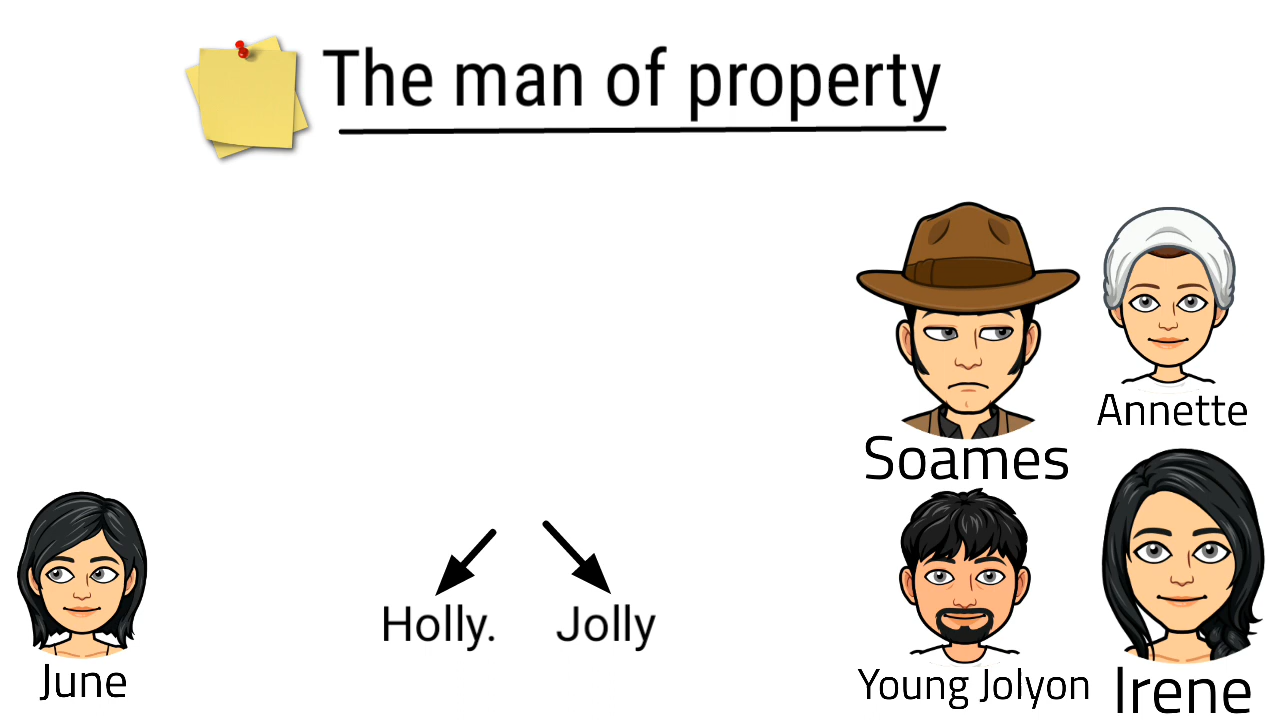 The man of property
Annette
Soames
Holly. Jolly
June
Young Jolyon
Irene